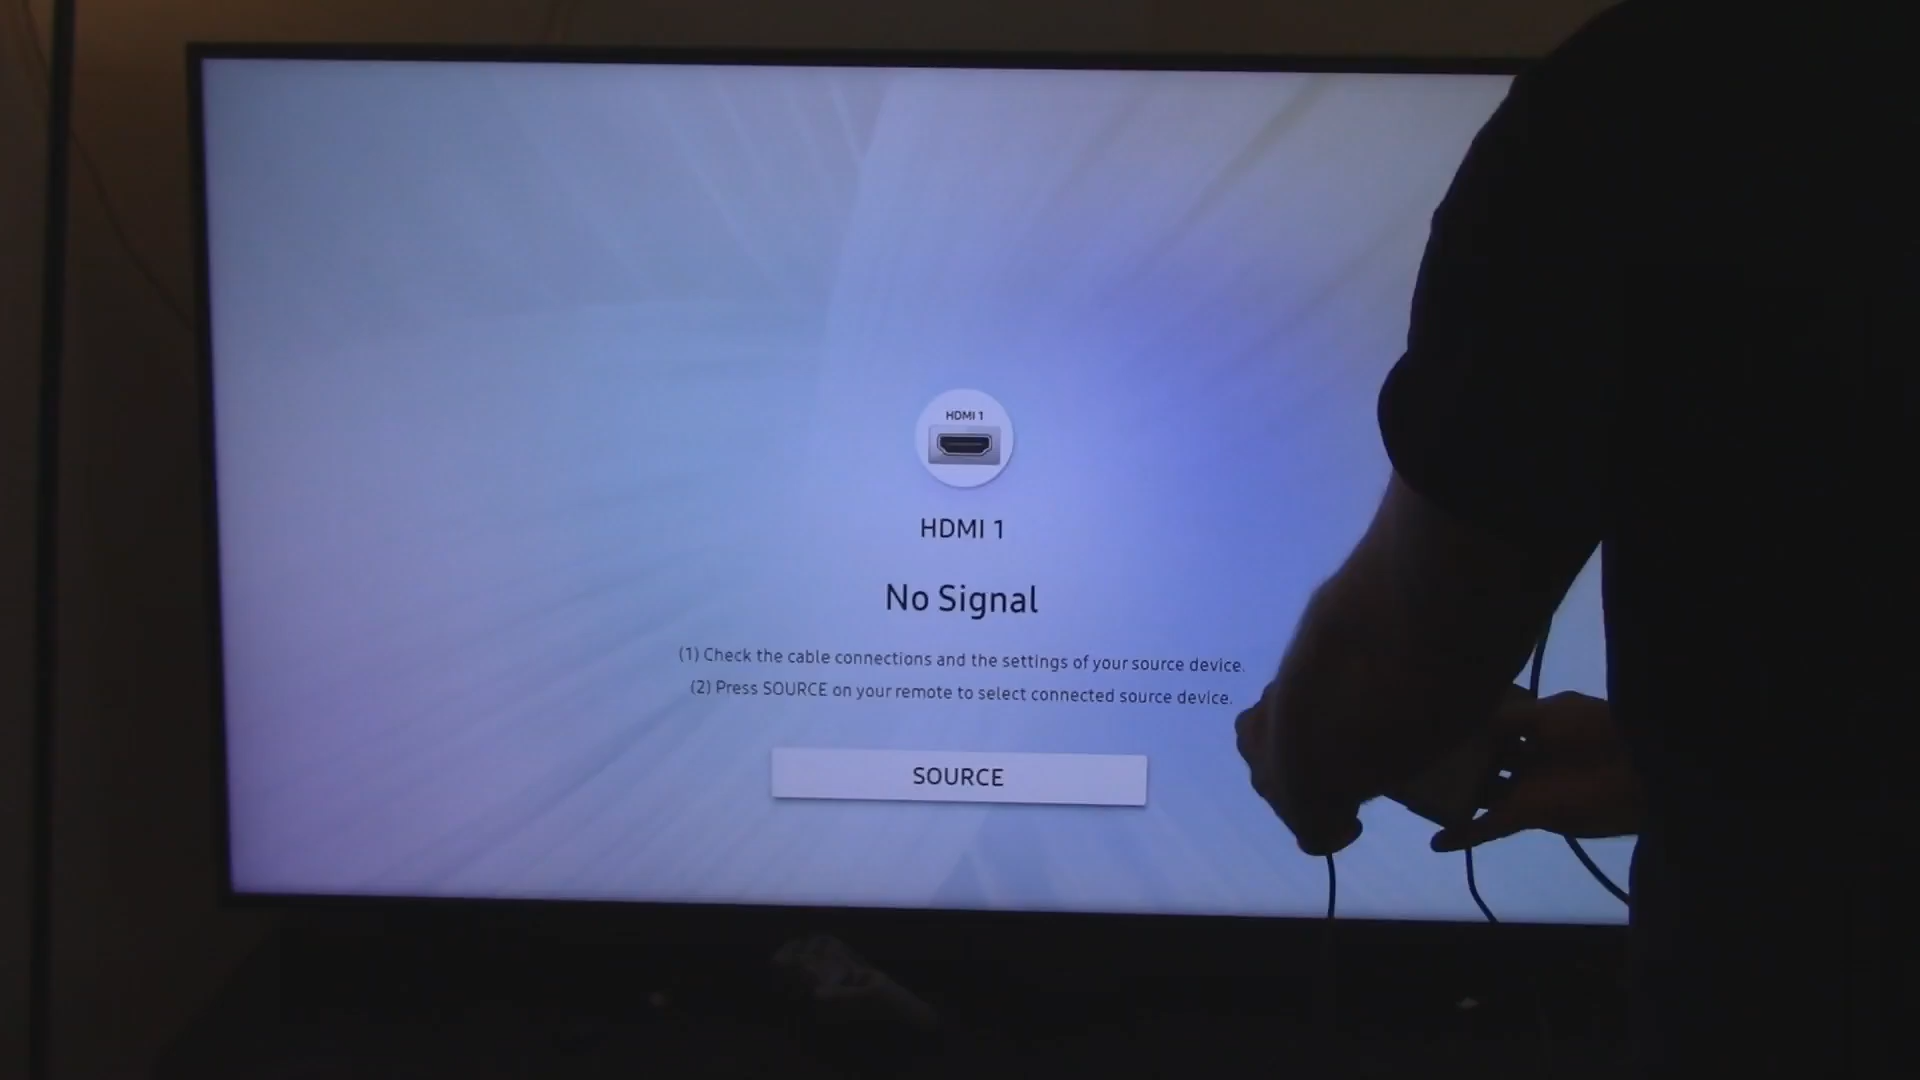 HDMI 1
HDMI 1
No Signal
(1) Check the cable connections and the settings of your source device.
(2) Press SOURCE on your remote to select connected source device.
SOURCE